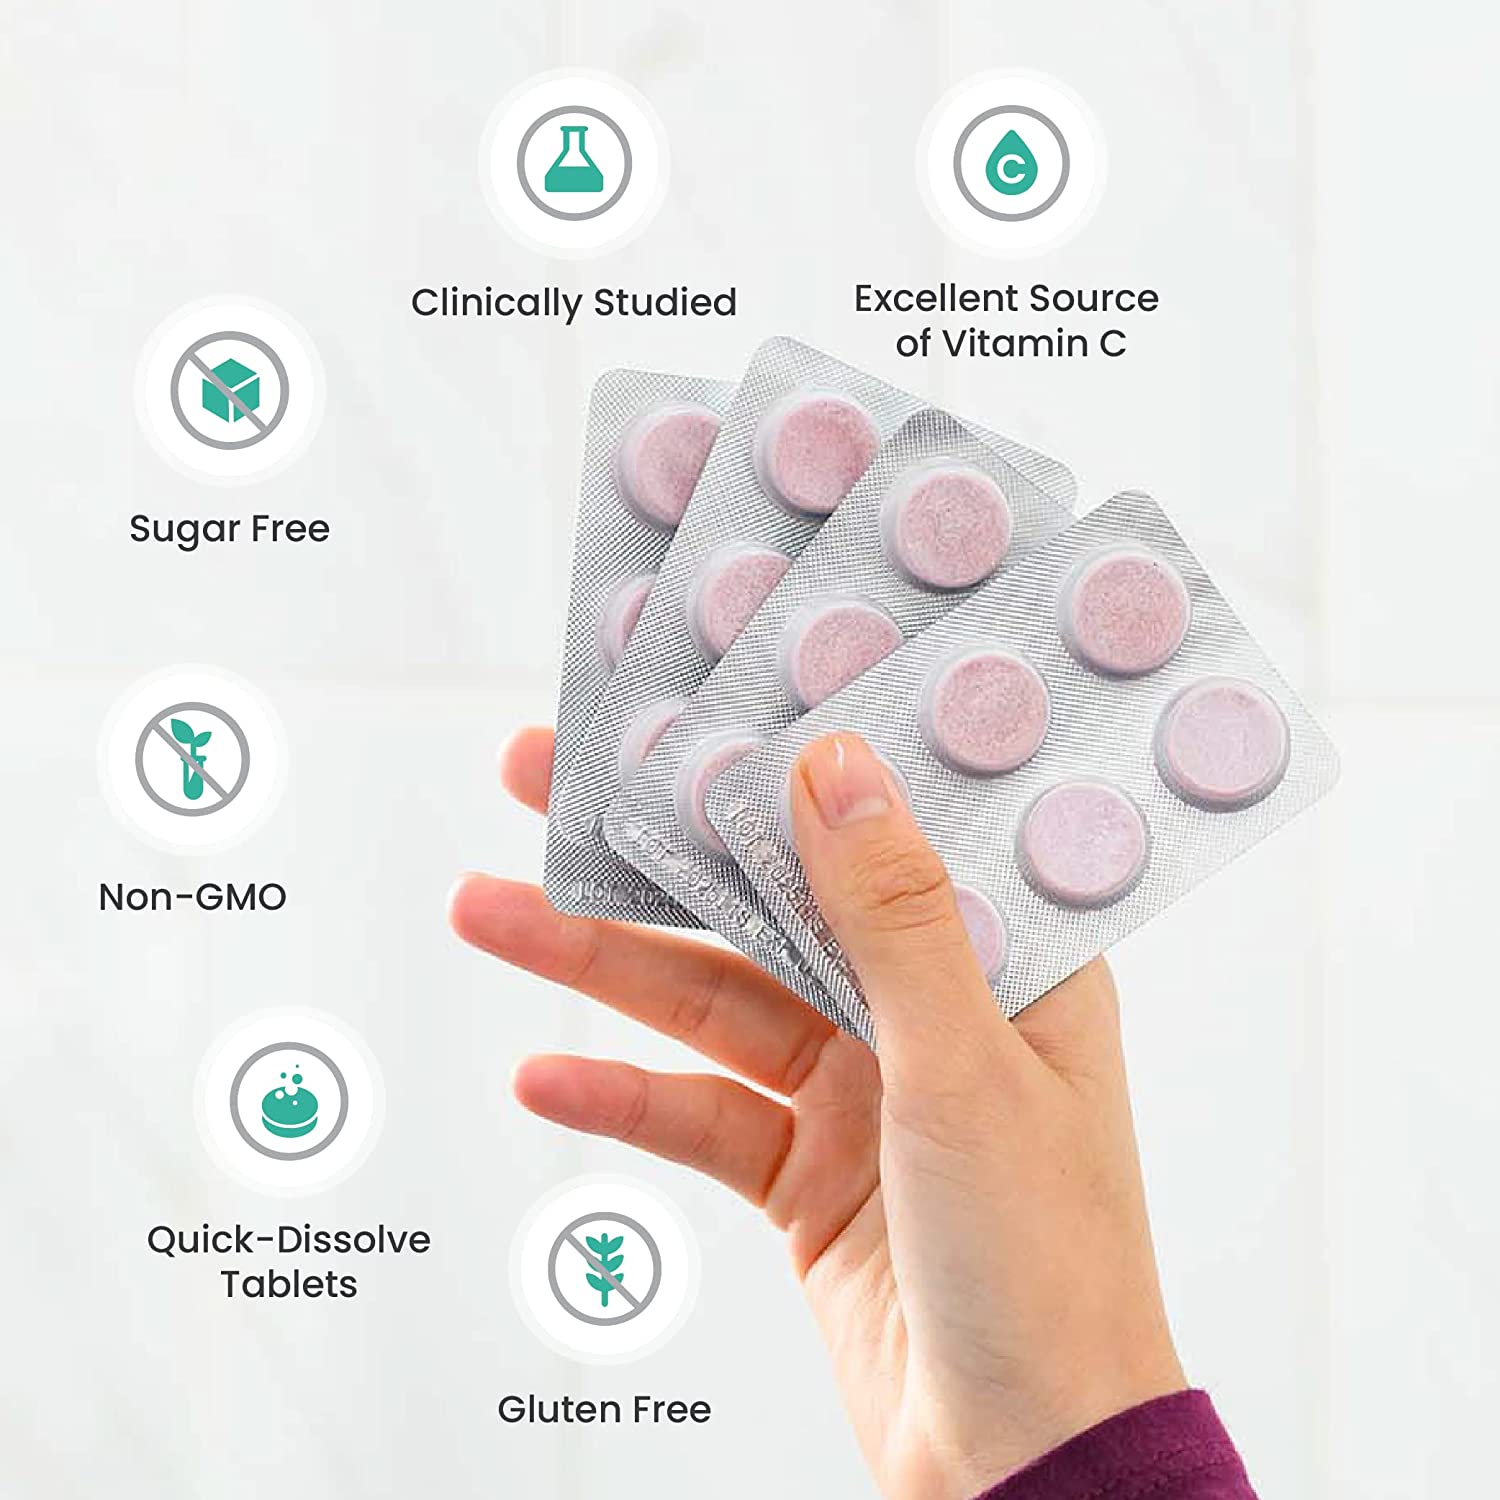 Clinically Studied
Excellent Source
of Vitamin C
C
Sugar Free
Non-GMO
Quick-Dissolve
Tablets
Gluten Free